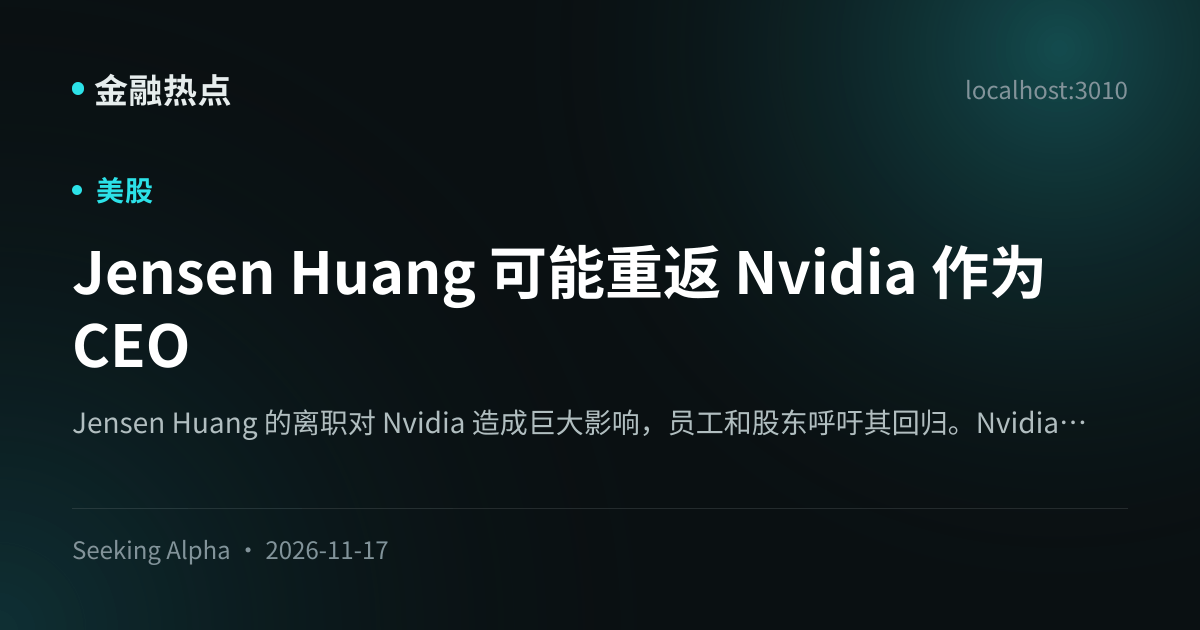 金融热点
localhost:3010
美股
Jensen Huang 可能重返 Nvidia 作为
CEO
Jensen Huang 的离职对 Nvidia 造成巨大影响，员工和股东呼吁其回归。Nvidia…
Seeking Alpha · 2026-11-17